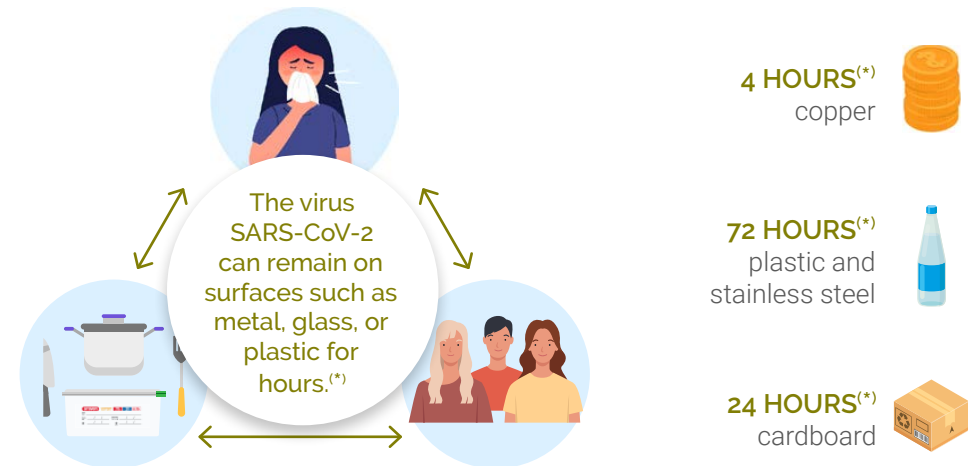 The virus
SARS-CoV-2
can remain on
surfaces such as
metal, glass, or
plastic for
hours.(*)
4 HOURS(*)
copper
72 HOURS(*)
plastic and
stainless steel
24 HOURS(*)
cardboard